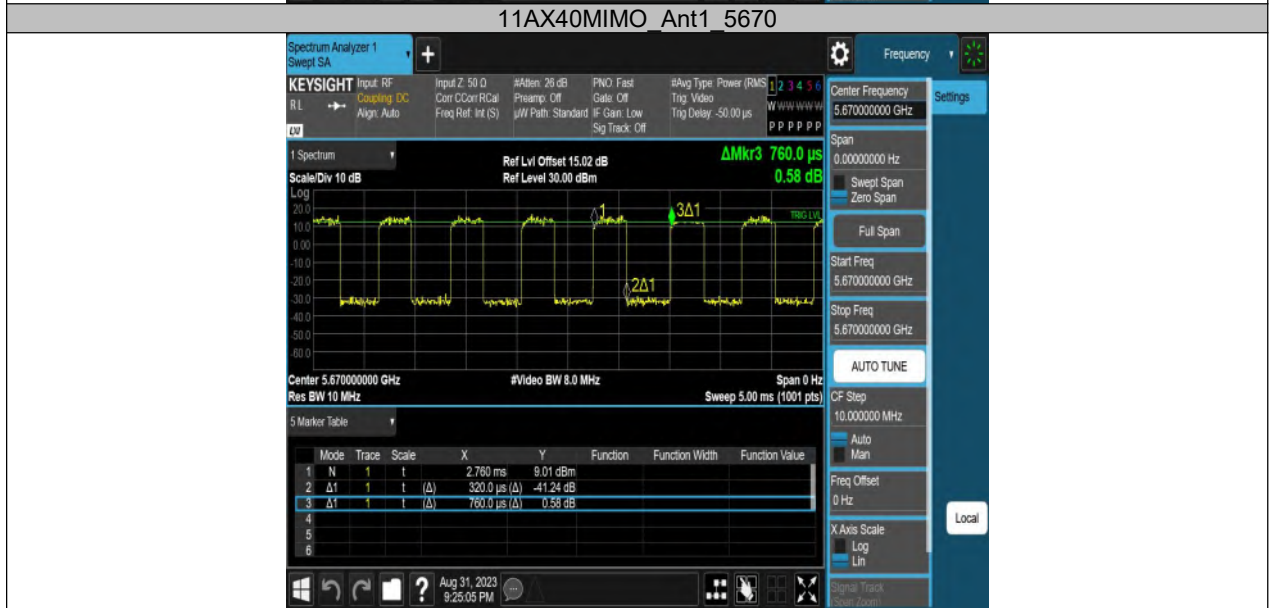 11AX40MIMO_Ant1_5670
Spectrum Analyzer 1
Swept SA
+
Frequency
KEYSIGHT
Input: RF
Coupling: DC
Align: Auto
RL
LXI
Input Z: 50 Ω
Corr CCorr RCal
Freq Ref: Int (S)
#Atten: 26 dB
Preamp: Off
µW Path: Standard
PNO: Fast
Gate: Off
IF Gain: Low
Sig Track: Off
#Avg Type: Power (RMS
Trig: Video
Trig Delay: -50.00 µs
1 2 3 4 5 6
W W W W W W
P P P P P P
1 Spectrum
Scale/Div 10 dB
Log
Ref Lvl Offset 15.02 dB
Ref Level 30.00 dBm
ΔMkr3 760.0 µs
0.58 dB
20.0
10.0
0.00
-10.0
-20.0
-30.0
-40.0
-50.0
-60.0
1
3Δ1
2Δ1
TRIG LVL
Center 5.670000000 GHz
Res BW 10 MHz
#Video BW 8.0 MHz
Span 0 Hz
Sweep 5.00 ms (1001 pts)
5 Marker Table
Mode Trace Scale X Y Function Function Width Function Value
1 N 1 t 2.760 ms 9.01 dBm
2 Δ1 1 t (Δ) 320.0 µs (Δ) -41.24 dB
3 Δ1 1 t (Δ) 760.0 µs (Δ) 0.58 dB
4
5
6
Aug 31, 2023
9:25:05 PM
Center Frequency
5.670000000 GHz
Settings
Span
0.00000000 Hz
Swept Span
Zero Span
Full Span
Start Freq
5.670000000 GHz
Stop Freq
5.670000000 GHz
AUTO TUNE
CF Step
10.000000 MHz
Auto
Man
Freq Offset
0 Hz
X Axis Scale
Log
Lin
Local
Signal Track
(Span Zoom)